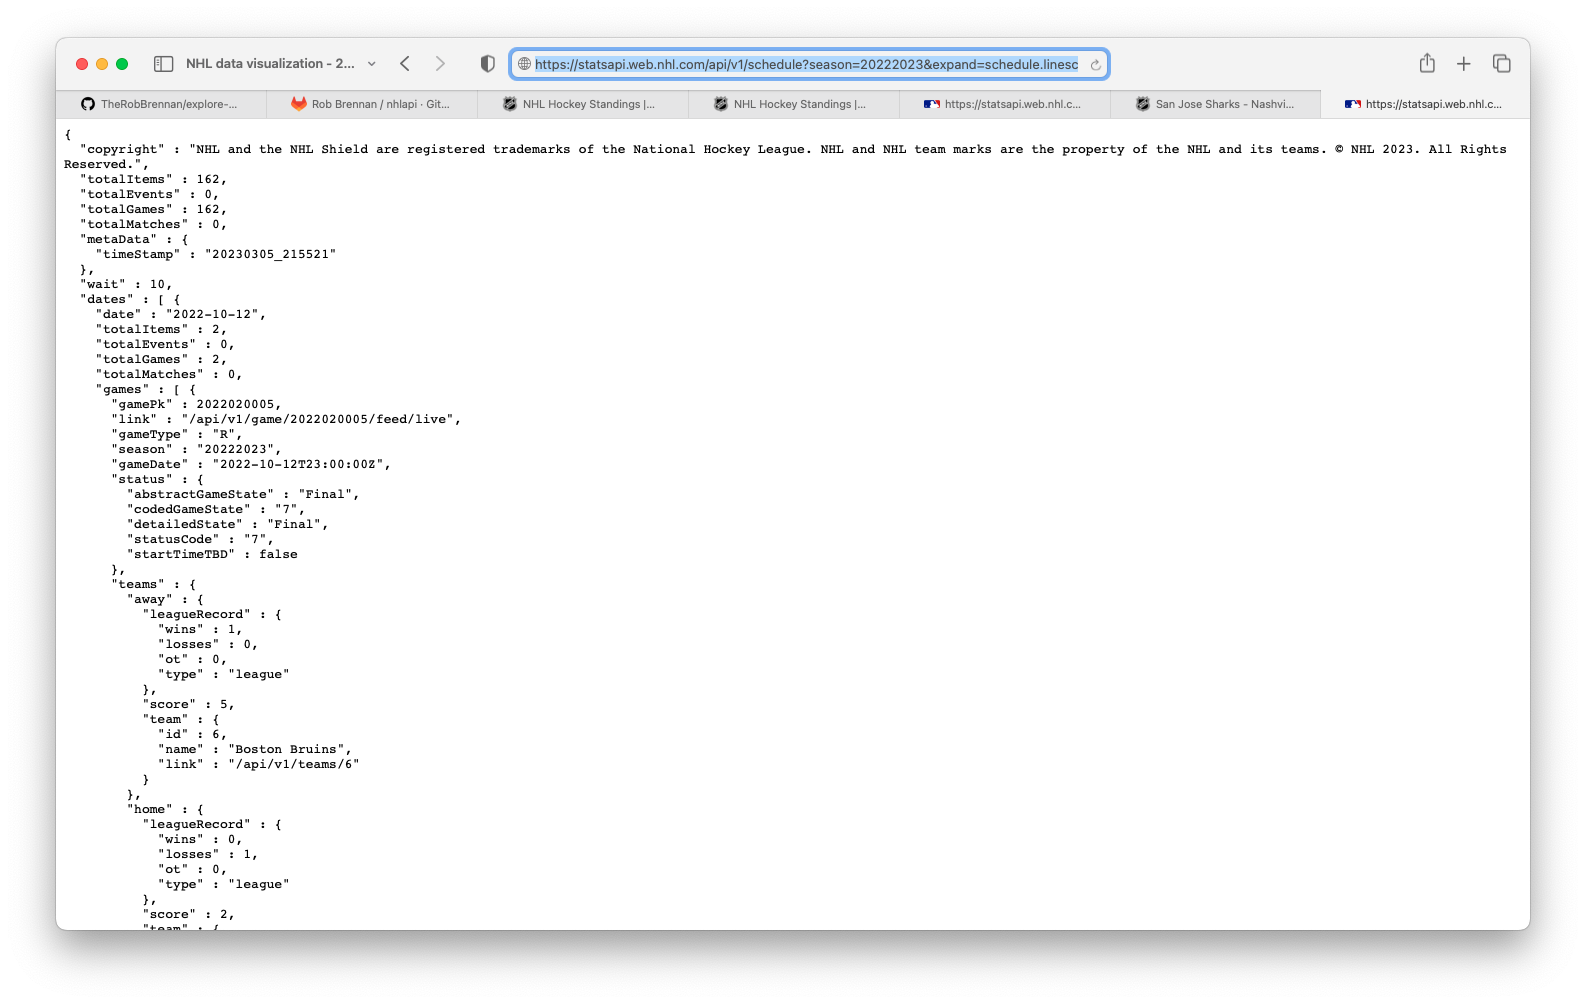 NHL data visualization - 2...
https://statsapi.web.nhl.com/api/v1/schedule?season=20222023&expand=schedule.linesc
TheRobBrennan/explore-...
Rob Brennan / nhlapi · Git...
NHL Hockey Standings |...
NHL Hockey Standings |...
https://statsapi.web.nhl.c...
San Jose Sharks - Nashvi...
https://statsapi.web.nhl.c...
{
  "copyright" : "NHL and the NHL Shield are registered trademarks of the National Hockey League. NHL and NHL team marks are the property of the NHL and its teams. © NHL 2023. All Rights
Reserved.",
  "totalItems" : 162,
  "totalEvents" : 0,
  "totalGames" : 162,
  "totalMatches" : 0,
  "metaData" : {
    "timeStamp" : "20230305_215521"
  },
  "wait" : 10,
  "dates" : [ {
    "date" : "2022-10-12",
    "totalItems" : 2,
    "totalEvents" : 0,
    "totalGames" : 2,
    "totalMatches" : 0,
    "games" : [ {
      "gamePk" : 2022020005,
      "link" : "/api/v1/game/2022020005/feed/live",
      "gameType" : "R",
      "season" : "20222023",
      "gameDate" : "2022-10-12T23:00:00Z",
      "status" : {
        "abstractGameState" : "Final",
        "codedGameState" : "7",
        "detailedState" : "Final",
        "statusCode" : "7",
        "startTimeTBD" : false
      },
      "teams" : {
        "away" : {
          "leagueRecord" : {
            "wins" : 1,
            "losses" : 0,
            "ot" : 0,
            "type" : "league"
          },
          "score" : 5,
          "team" : {
            "id" : 6,
            "name" : "Boston Bruins",
            "link" : "/api/v1/teams/6"
          }
        },
        "home" : {
          "leagueRecord" : {
            "wins" : 0,
            "losses" : 1,
            "ot" : 0,
            "type" : "league"
          },
          "score" : 2,
          "team" : {